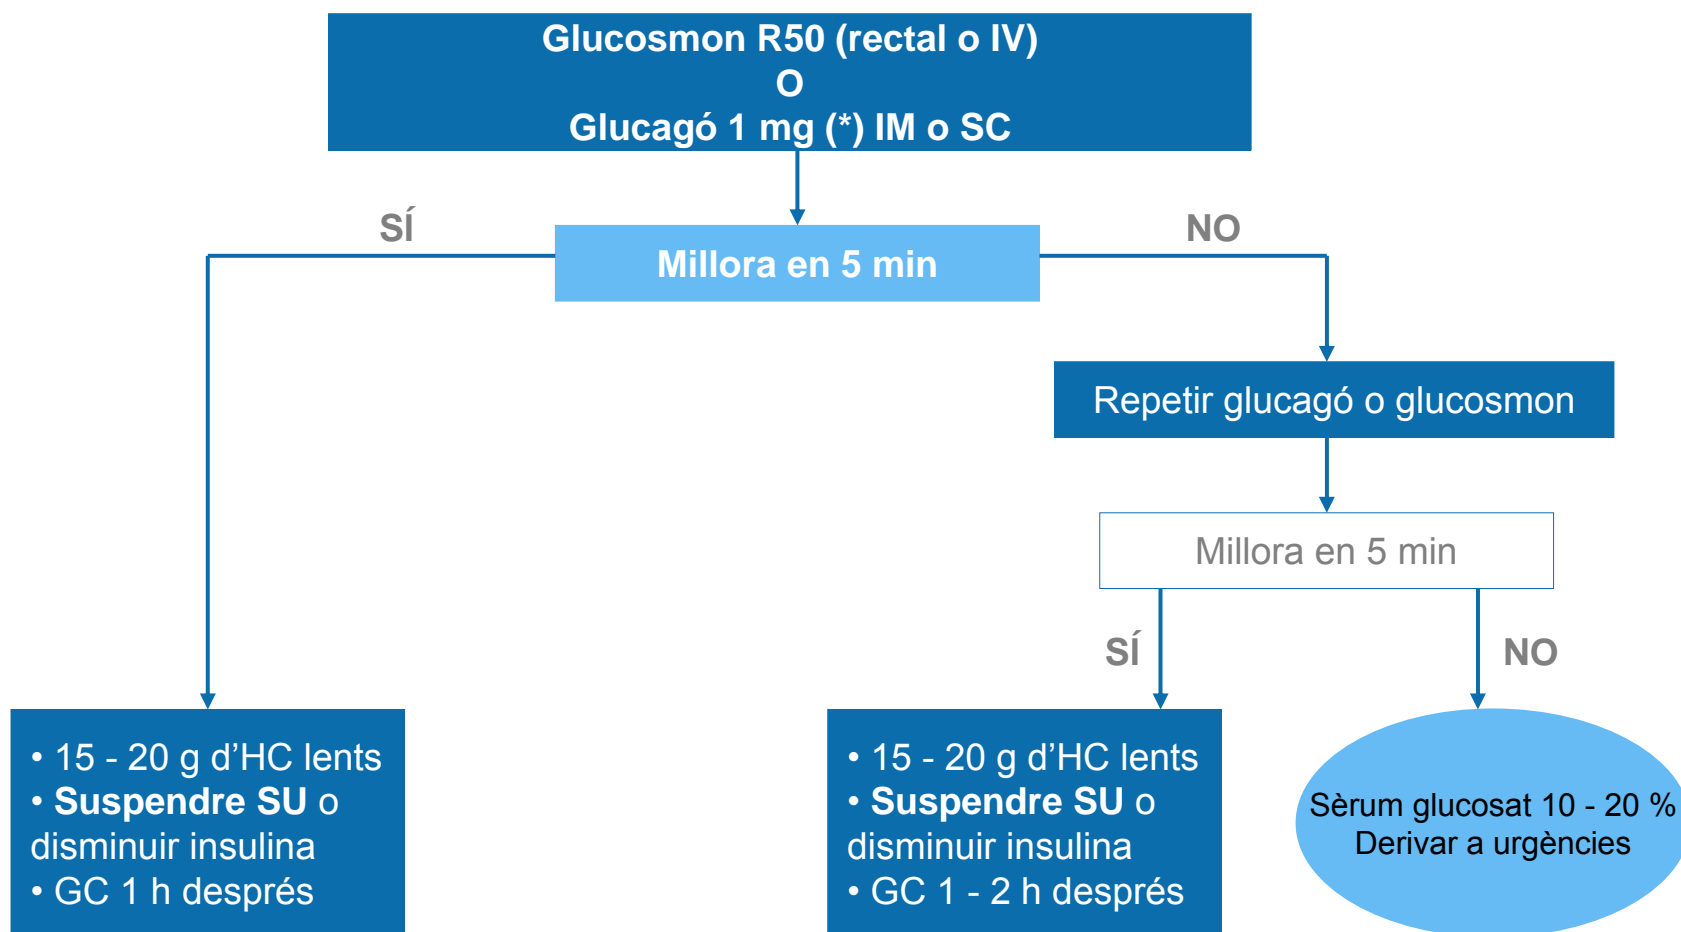 Glucosmon R50 (rectal o IV)
O
Glucagó 1 mg (*) IM o SC
SÍ
NO
Millora en 5 min
Repetir glucagó o glucosmon
Millora en 5 min
SÍ
NO
• 15 - 20 g d’HC lents
• Suspendre SU o
disminuir insulina
• GC 1 h després
• 15 - 20 g d’HC lents
• Suspendre SU o
disminuir insulina
• GC 1 - 2 h després
Sèrum glucosat 10 - 20 %
Derivar a urgències